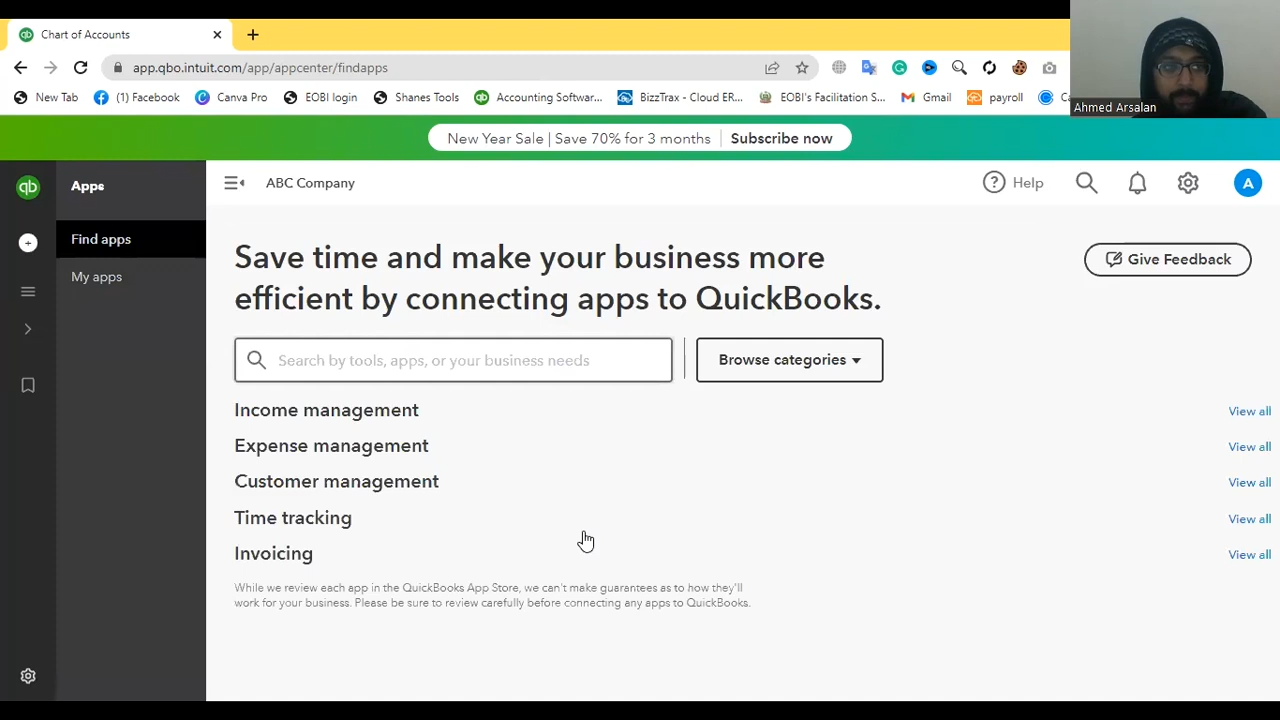 Chart of Accounts
app.qbo.intuit.com/app/appcenter/findapps
New Tab
(1) Facebook
Canva Pro
EOBI login
Shanes Tools
Accounting Softwar...
BizzTrax - Cloud ER...
EOBI's Facilitation S...
Gmail
payroll
Ahmed Arsalan
New Year Sale | Save 70% for 3 months
Subscribe now
qb
Apps
ABC Company
Help
A
Find apps
My apps
Save time and make your business more
efficient by connecting apps to QuickBooks.
Give Feedback
Search by tools, apps, or your business needs
Browse categories
Income management
View all
Expense management
View all
Customer management
View all
Time tracking
View all
Invoicing
View all
While we review each app in the QuickBooks App Store, we can't make guarantees as to how they'll
work for your business. Please be sure to review carefully before connecting any apps to QuickBooks.